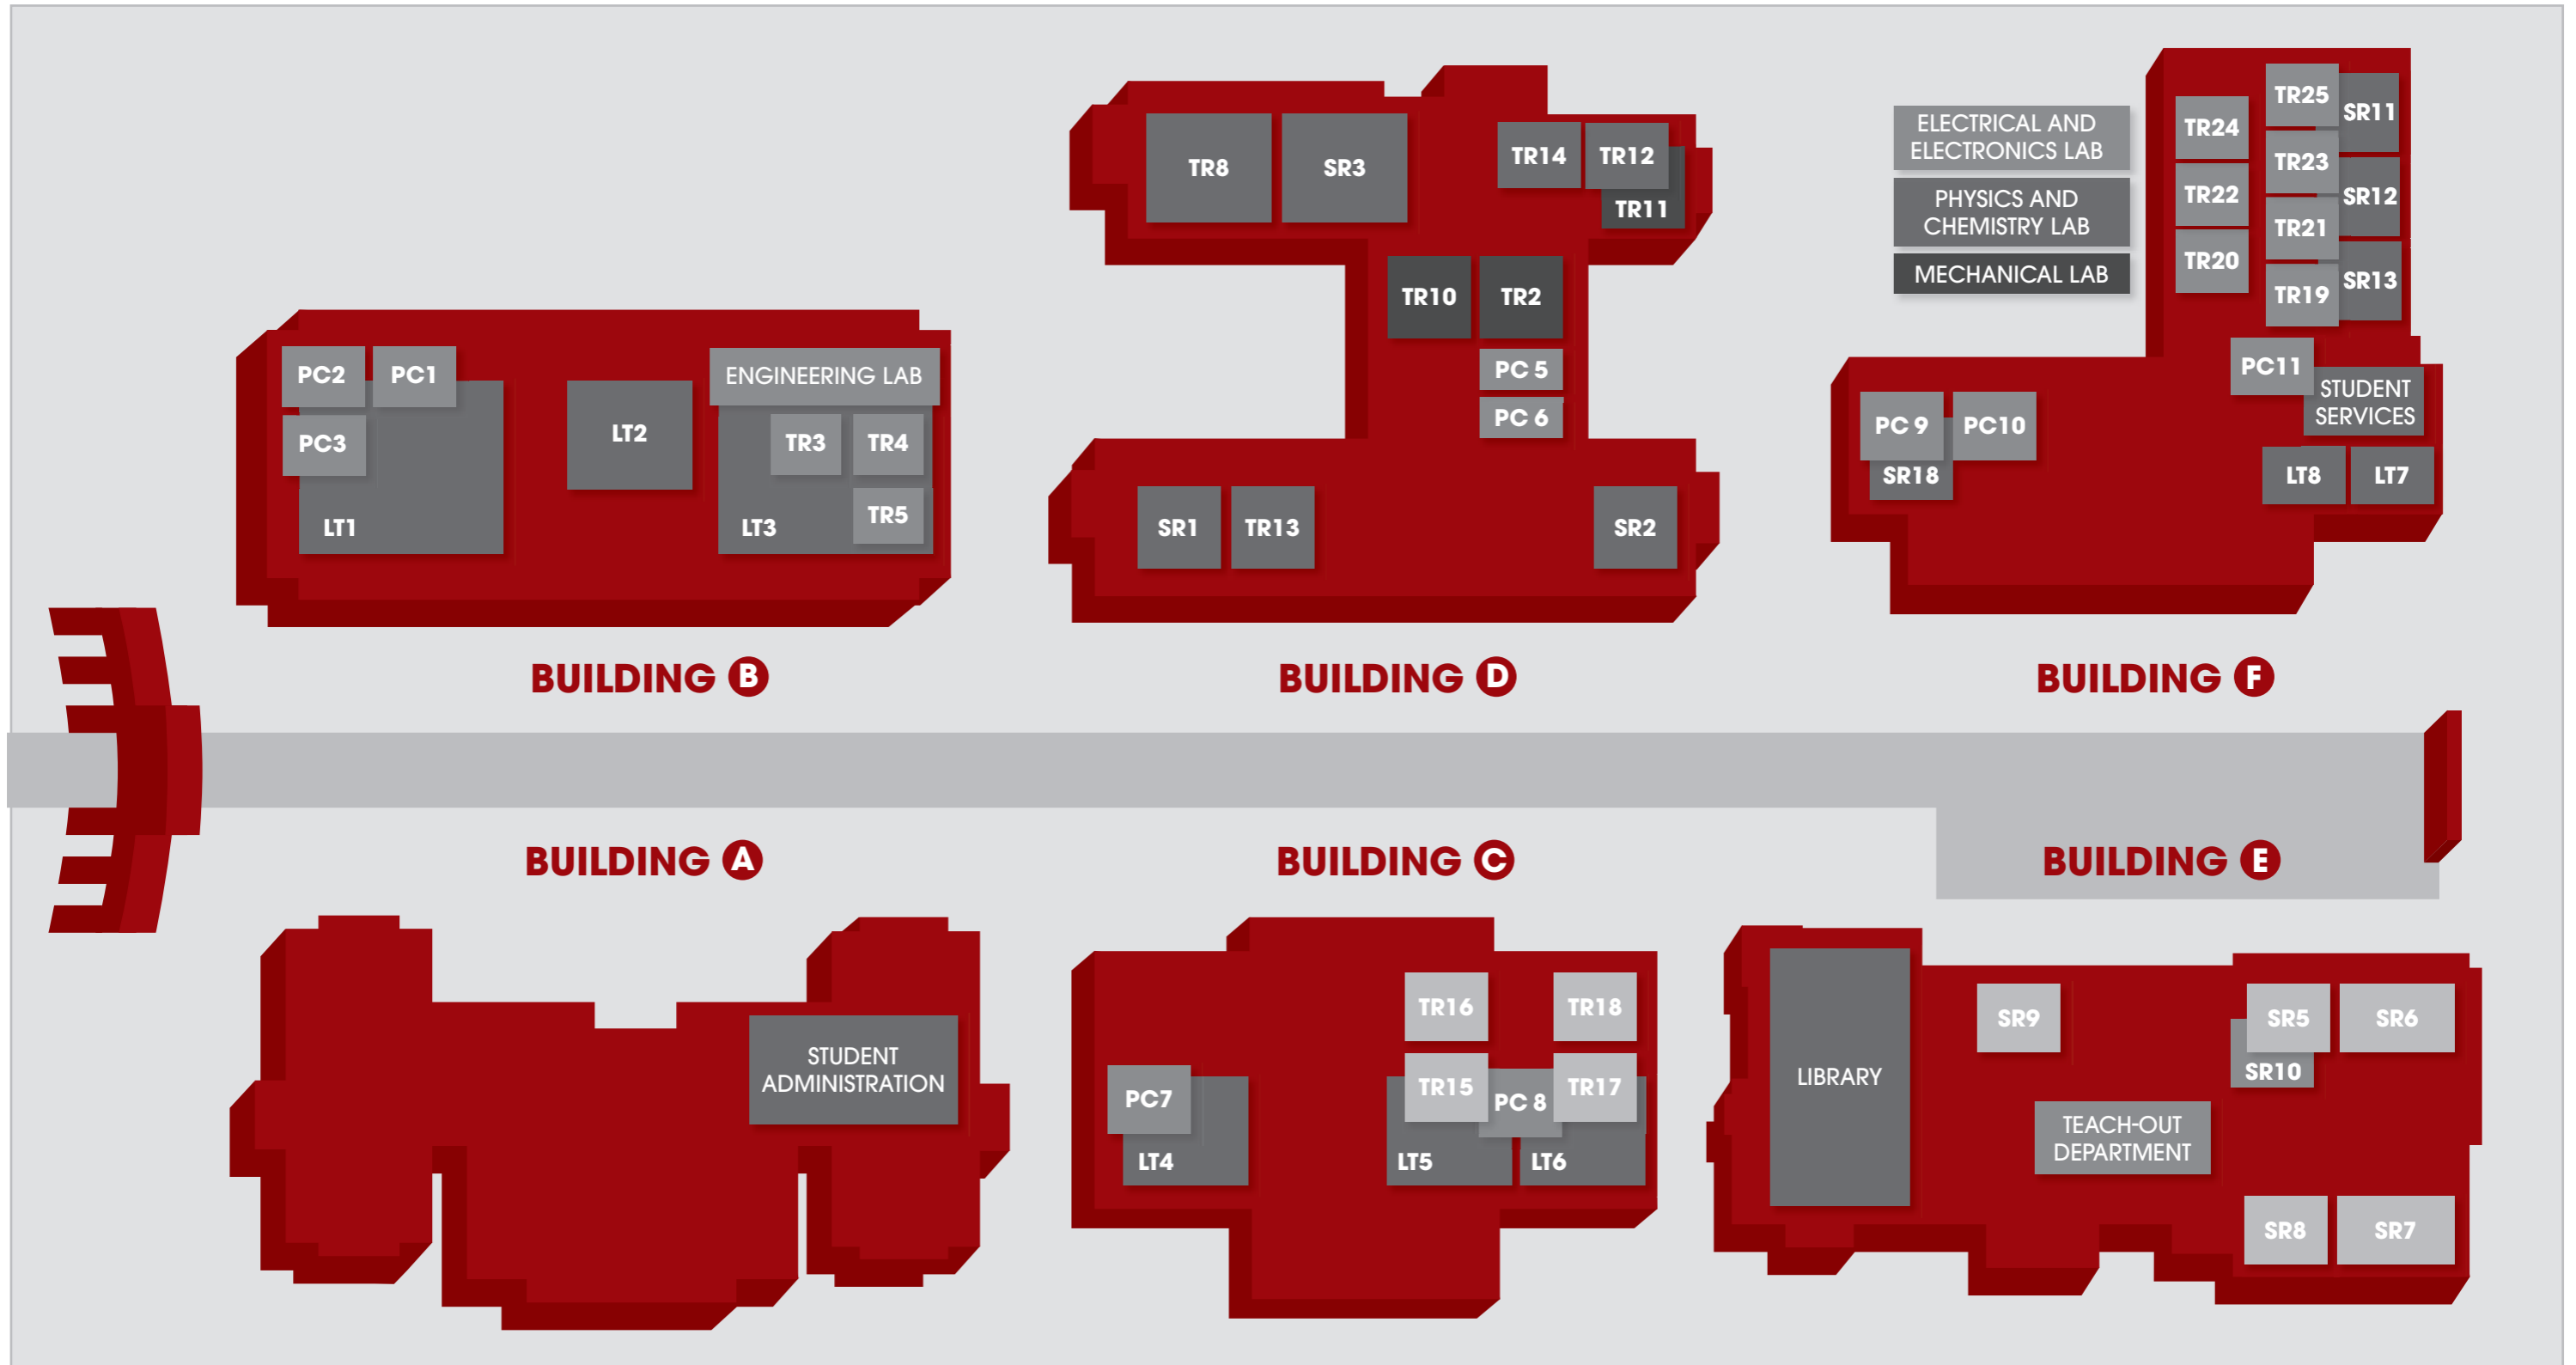 PC2
PC1
PC3
LT1
LT2
ENGINEERING LAB
TR3
TR4
TR5
LT3
BUILDING B
TR8
SR3
TR14
TR12
TR11
TR10
TR2
PC 5
PC 6
SR1
TR13
SR2
BUILDING D
ELECTRICAL AND
ELECTRONICS LAB
PHYSICS AND
CHEMISTRY LAB
MECHANICAL LAB
TR25
SR11
TR24
TR23
TR22
SR12
TR21
TR20
SR13
TR19
PC11
STUDENT
SERVICES
PC 9
PC10
SR18
LT8
LT7
BUILDING F
BUILDING A
STUDENT
ADMINISTRATION
BUILDING C
TR16
TR18
PC7
TR15
PC 8
TR17
LT4
LT5
LT6
BUILDING E
LIBRARY
SR9
SR5
SR6
SR10
TEACH-OUT
DEPARTMENT
SR8
SR7